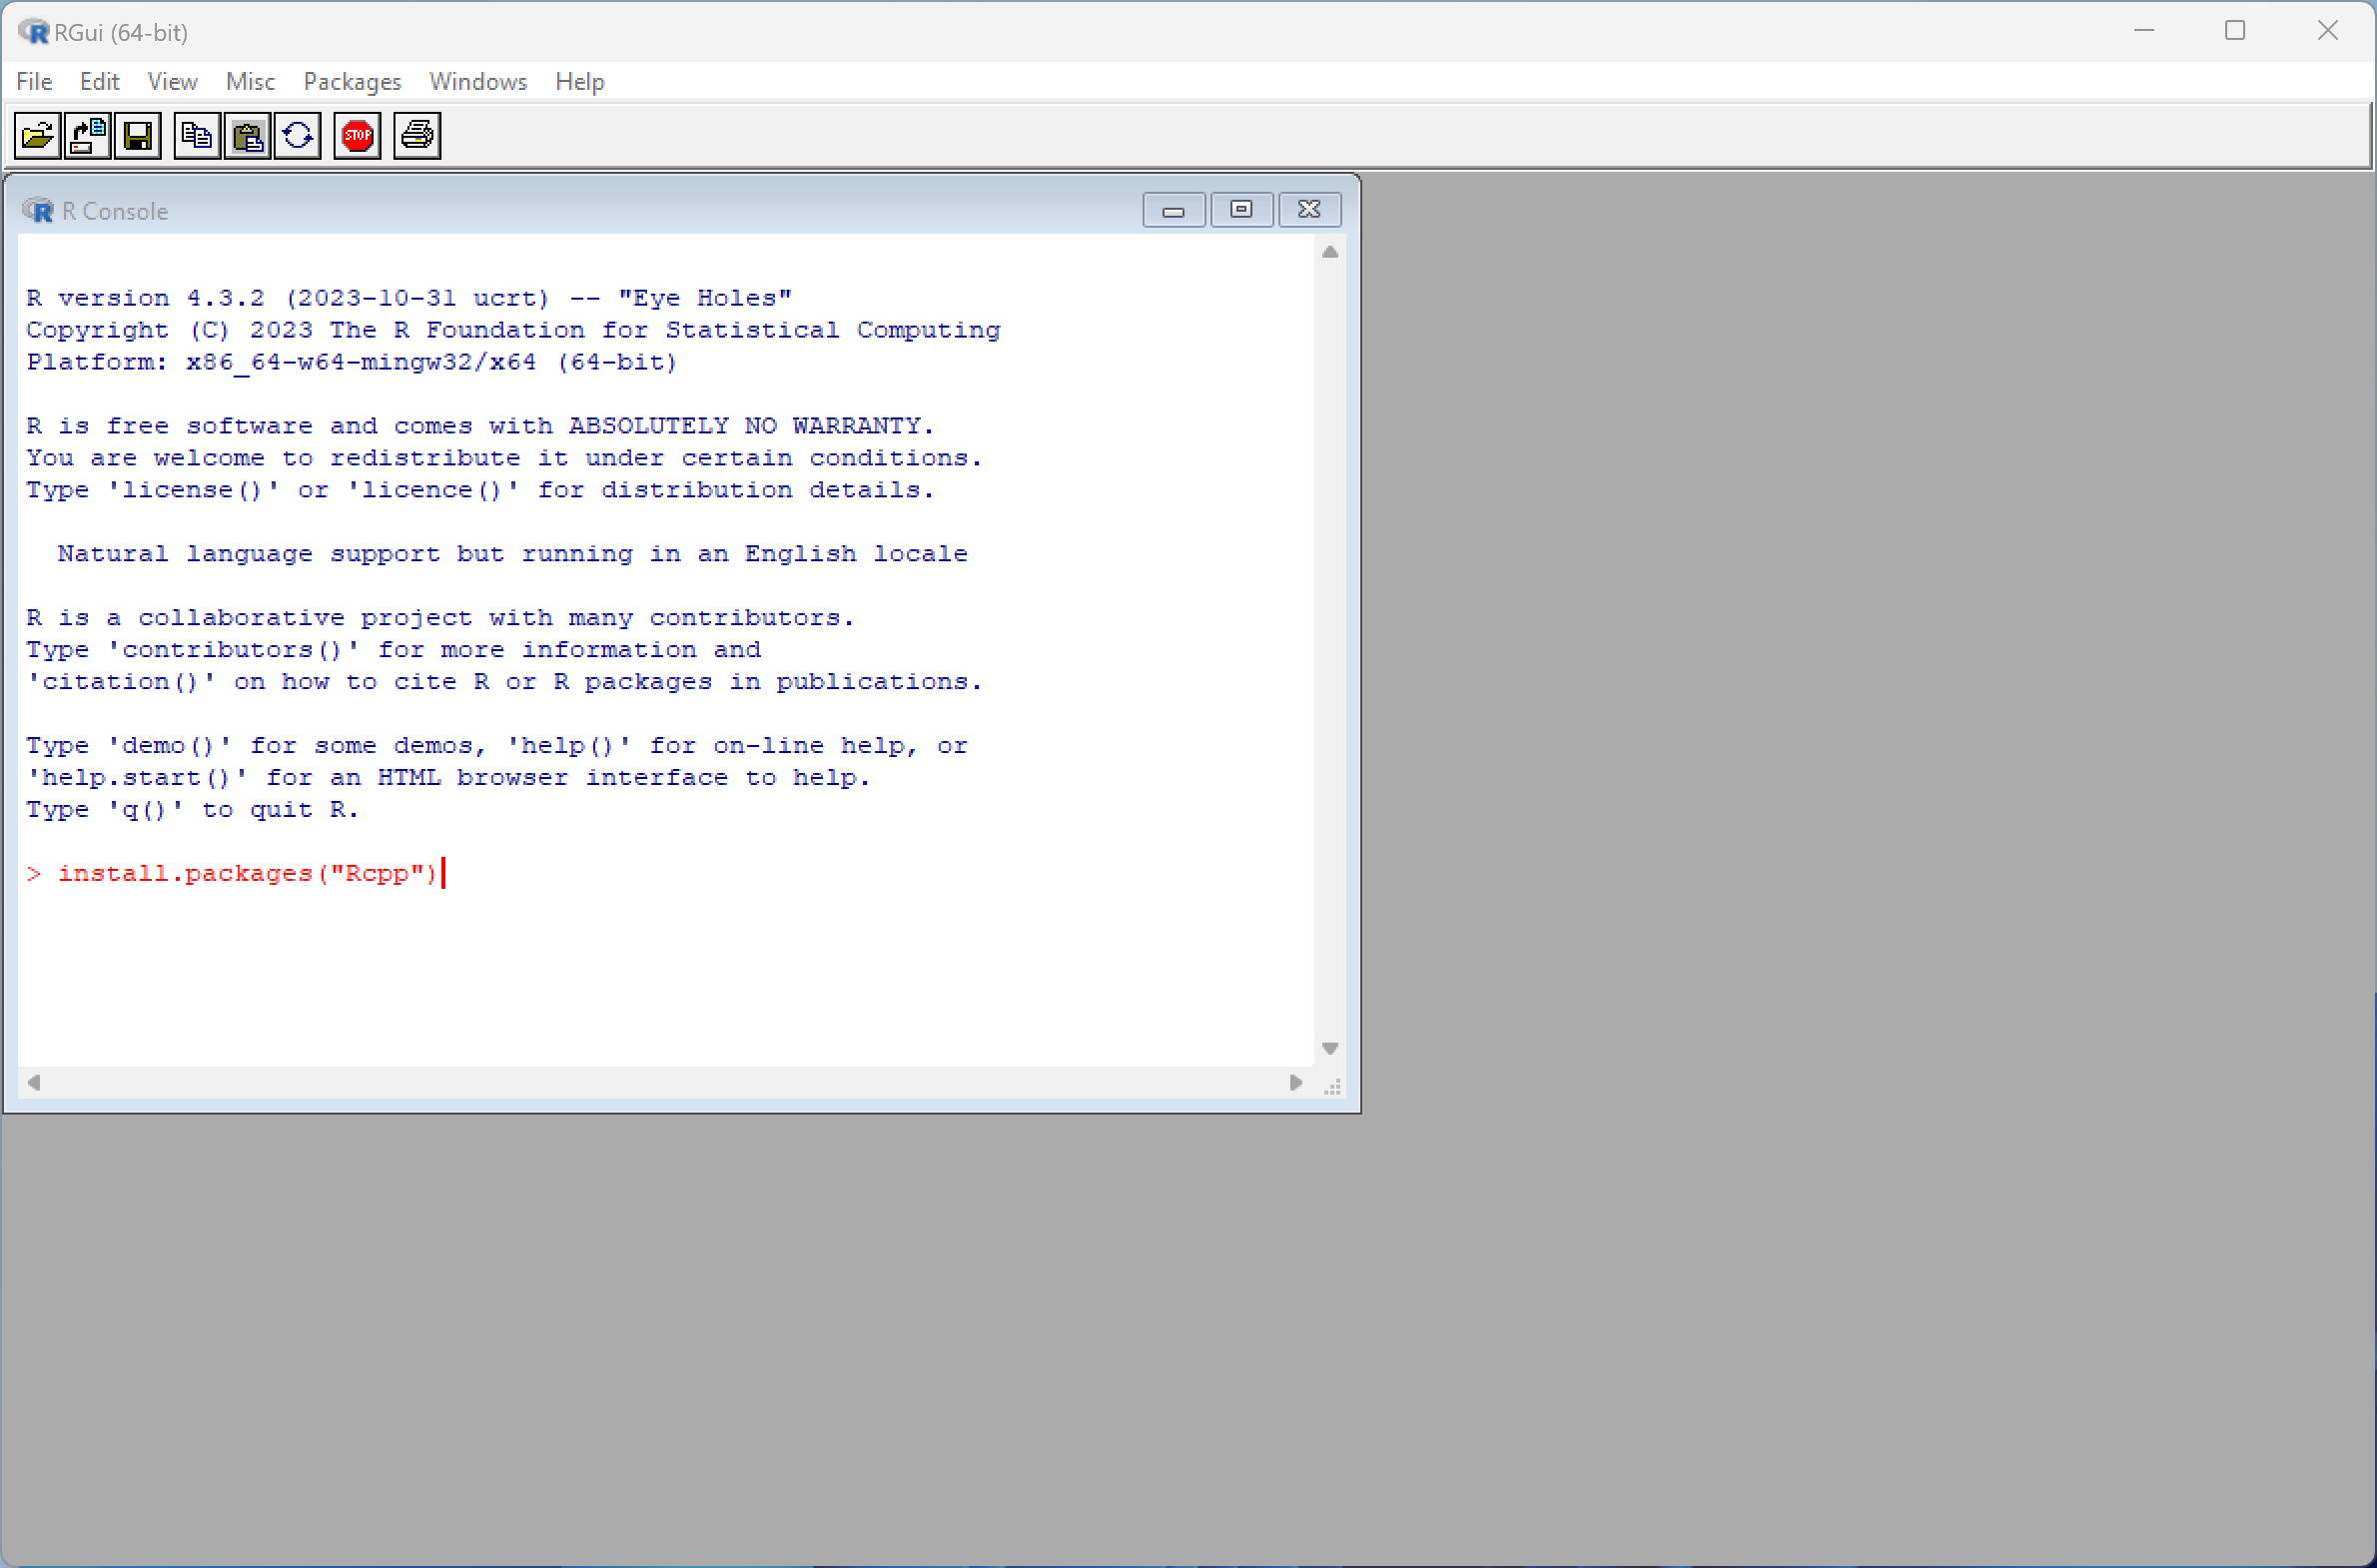 RGui (64-bit)
File Edit View Misc Packages Windows Help
STOP
R Console
R version 4.3.2 (2023-10-31 ucrt) -- "Eye Holes"
Copyright (C) 2023 The R Foundation for Statistical Computing
Platform: x86_64-w64-mingw32/x64 (64-bit)
R is free software and comes with ABSOLUTELY NO WARRANTY.
You are welcome to redistribute it under certain conditions.
Type 'license()' or 'licence()' for distribution details.
Natural language support but running in an English locale
R is a collaborative project with many contributors.
Type 'contributors()' for more information and
'citation()' on how to cite R or R packages in publications.
Type 'demo()' for some demos, 'help()' for on-line help, or
'help.start()' for an HTML browser interface to help.
Type 'q()' to quit R.
> install.packages("Rcpp")